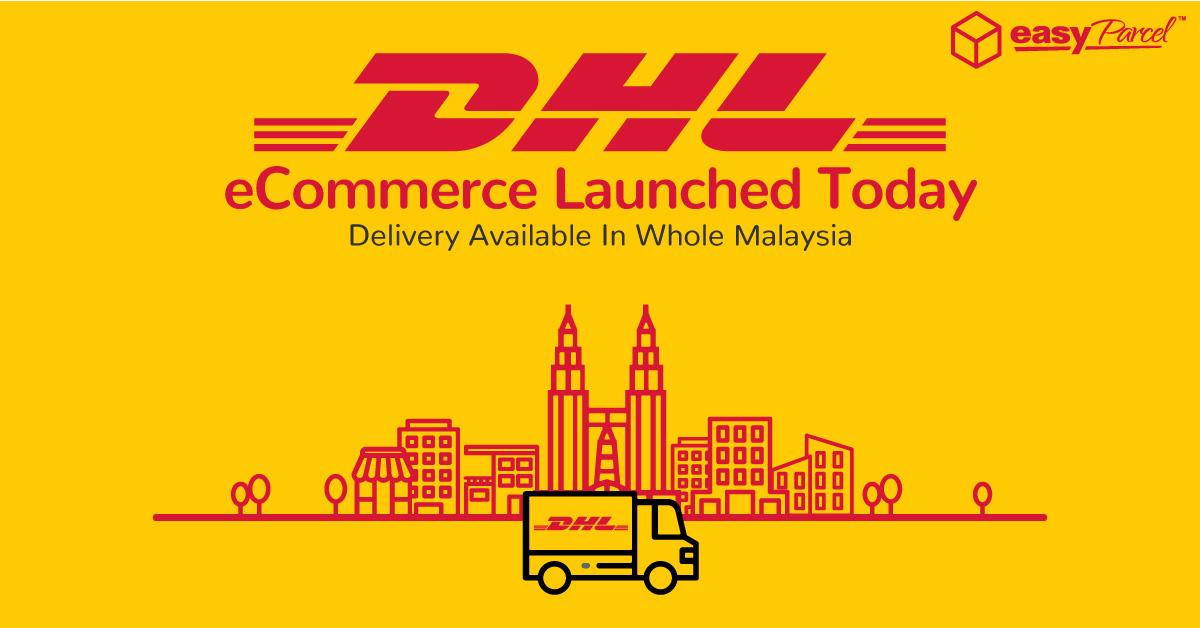 easyParcel™
DHL
eCommerce Launched Today
Delivery Available In Whole Malaysia
DHL